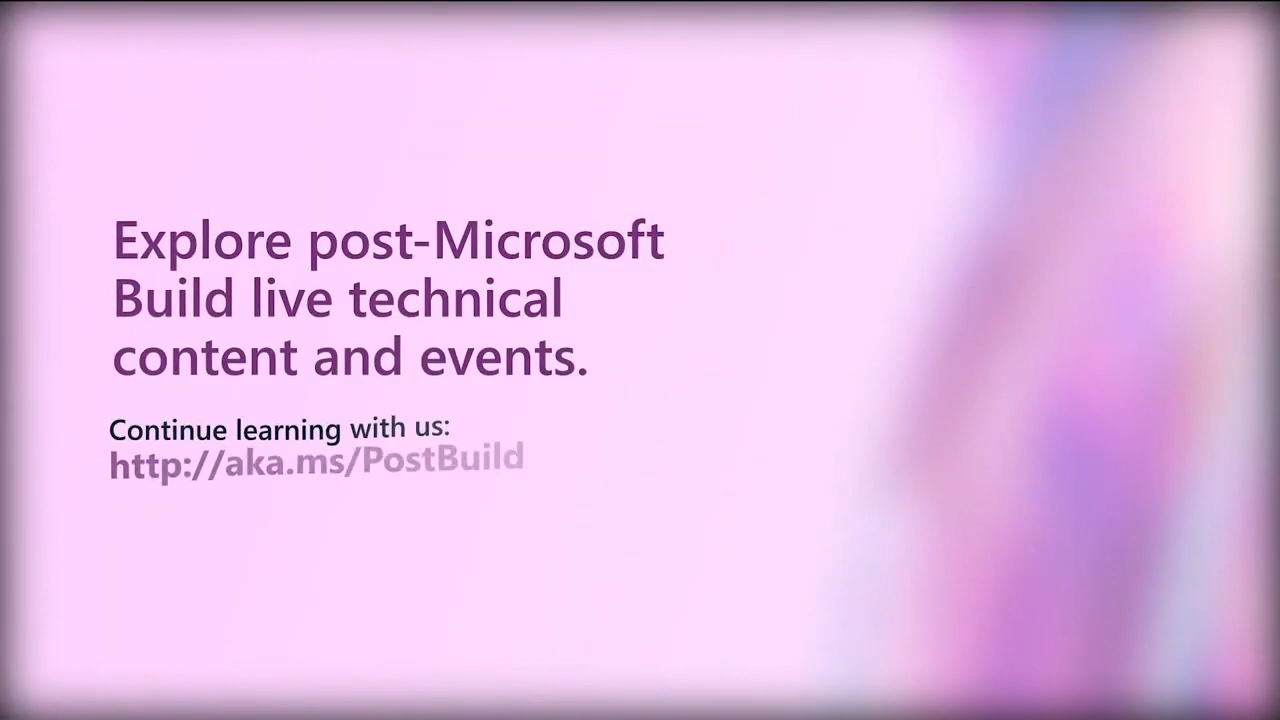 Explore post-Microsoft
Build live technical
content and events.
Continue learning with us:
http://aka.ms/PostBuild